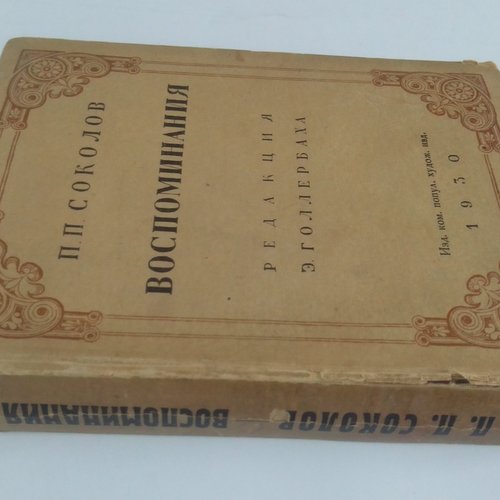 П. П. СОКОЛОВ
ВОСПОМИНАНИЯ
РЕДАКЦИЯ
Э. ГОЛЛЕРБАХА
Изд. ком. попул. худож. изд.
1930
П. П. СОКОЛОВ — ВОСПОМИНАНИЯ